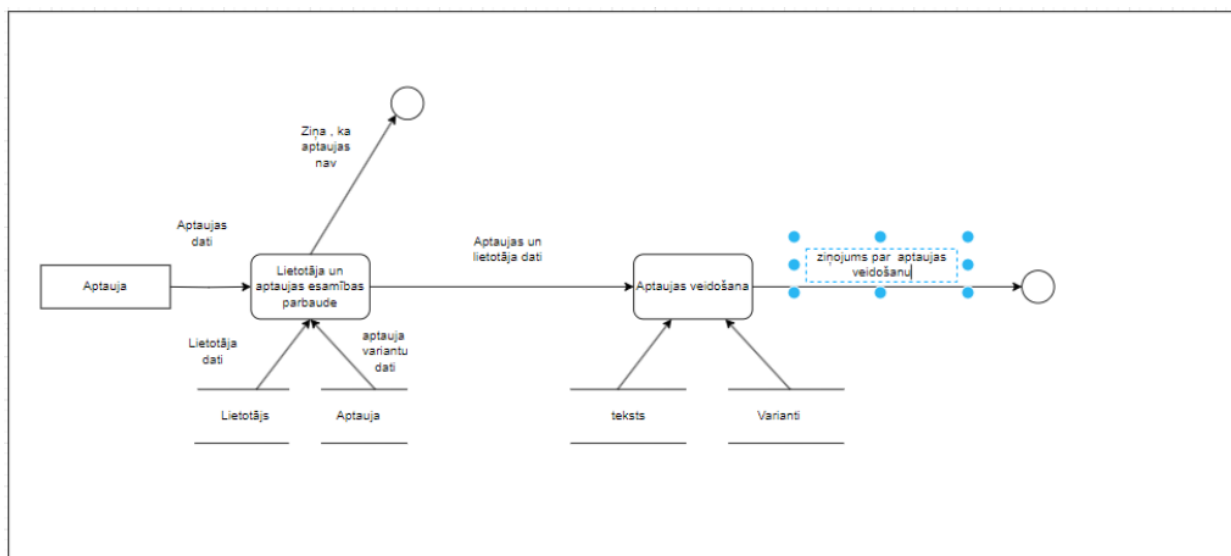 Ziņa , ka
aptaujas
nav
Aptaujas
dati
Aptaujas un
lietotāja dati
ziņojums par aptaujas
veidošanu
Aptauja
Lietotāja un
aptaujas esamības
parbaude
Aptaujas veidošana
Lietotāja
dati
aptauja
variantu
dati
Lietotājs
Aptauja
teksts
Varianti